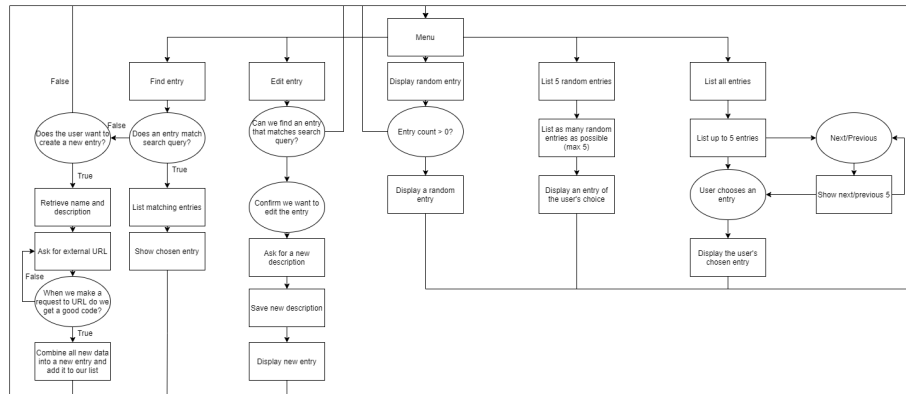 Menu
False
Find entry
Edit entry
Display random entry
List 5 random entries
List all entries
Does the user want to
create a new entry?
False
Does an entry match
search query?
Can we find an entry
that matches search
query?
Entry count > 0?
List as many random
entries as possible
(max 5)
List up to 5 entries
Next/Previous
True
True
Retrieve name and
description
List matching entries
Confirm we want to
edit the entry
Display a random
entry
Display an entry of
the user's choice
User chooses an
entry
Show next/previous 5
Ask for external URL
Show chosen entry
Ask for a new
description
Display the user's
chosen entry
False
When we make a
request to URL do we
get a good code?
Save new description
True
Combine all new data
into a new entry and
add it to our list
Display new entry